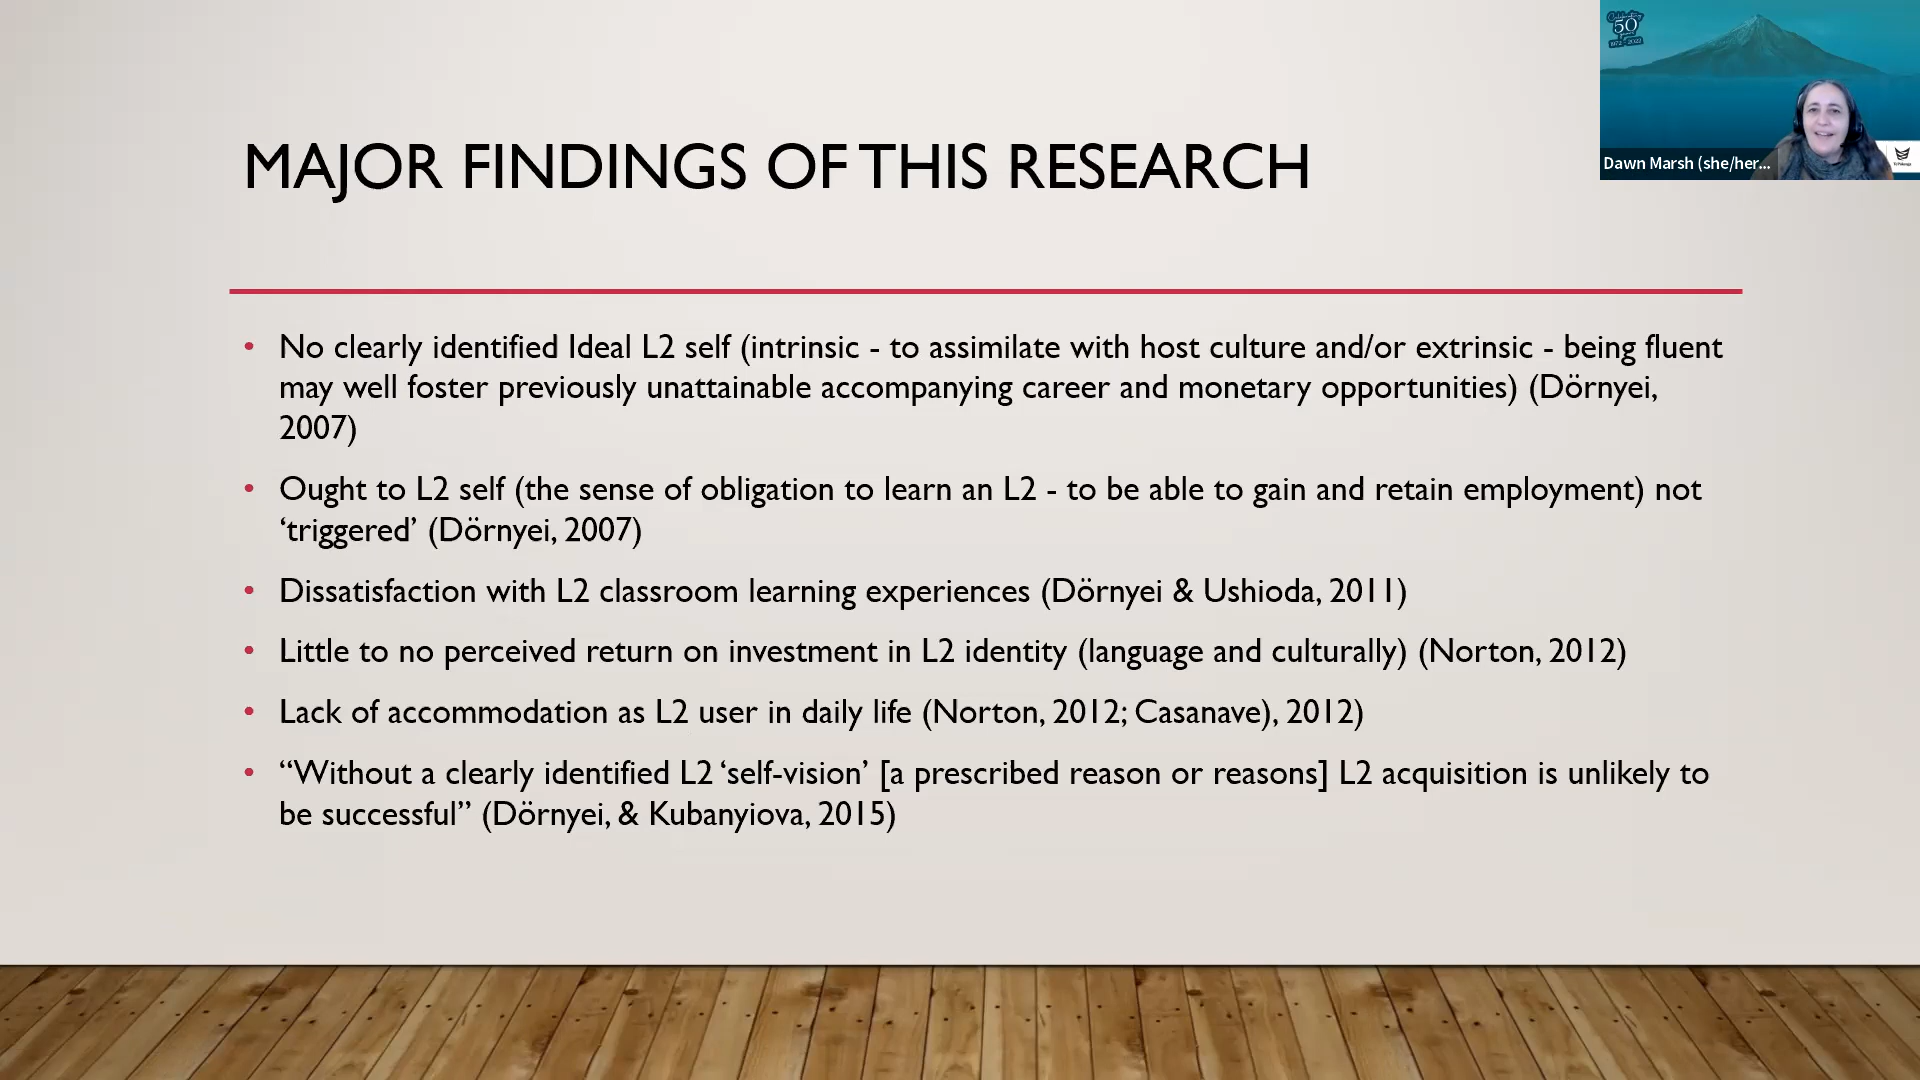 Celebrating
50
years
1972 - 2022
Dawn Marsh (she/her...
MAJOR FINDINGS OF THIS RESEARCH
• No clearly identified Ideal L2 self (intrinsic - to assimilate with host culture and/or extrinsic - being fluent
may well foster previously unattainable accompanying career and monetary opportunities) (Dörnyei,
2007)
• Ought to L2 self (the sense of obligation to learn an L2 - to be able to gain and retain employment) not
‘triggered’ (Dörnyei, 2007)
• Dissatisfaction with L2 classroom learning experiences (Dörnyei & Ushioda, 2011)
• Little to no perceived return on investment in L2 identity (language and culturally) (Norton, 2012)
• Lack of accommodation as L2 user in daily life (Norton, 2012; Casanave), 2012)
• “Without a clearly identified L2 ‘self-vision’ [a prescribed reason or reasons] L2 acquisition is unlikely to
be successful” (Dörnyei, & Kubanyiova, 2015)